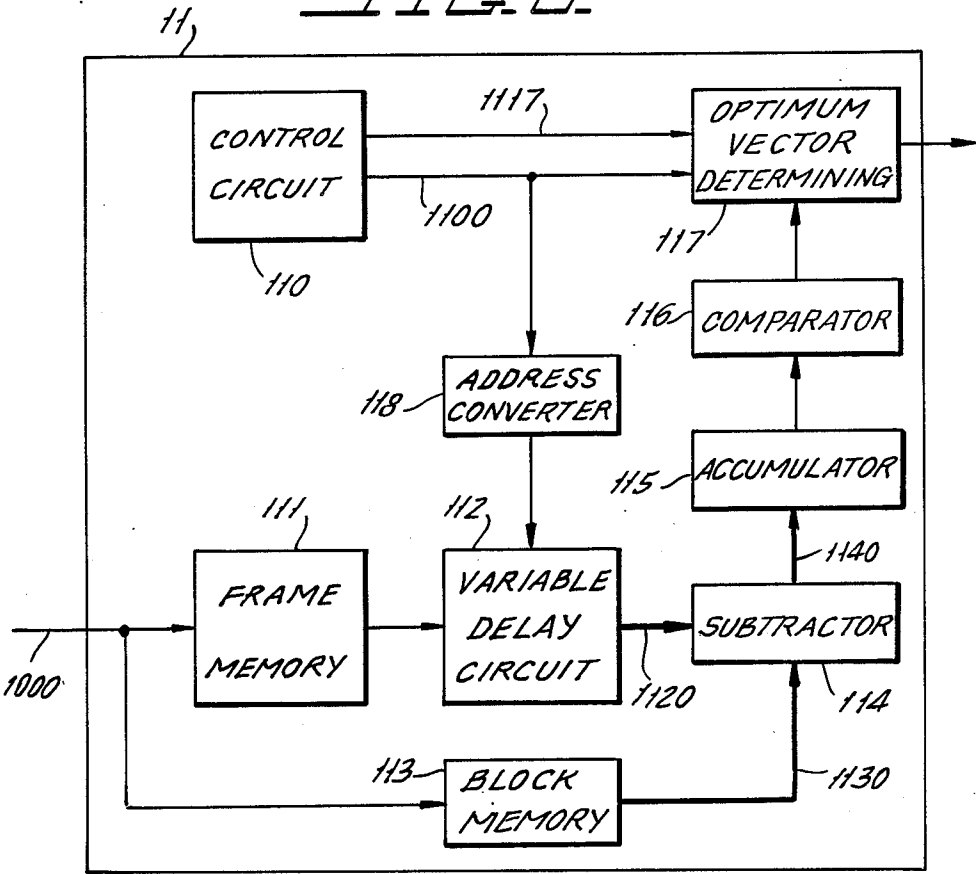 11
CONTROL
CIRCUIT
110
1117
1100
OPTIMUM
VECTOR
DETERMINING
117
116
COMPARATOR
118
ADDRESS
CONVERTER
115
ACCUMULATOR
1140
111
FRAME
MEMORY
112
VARIABLE
DELAY
CIRCUIT
1120
SUBTRACTOR
114
1000
113
BLOCK
MEMORY
1130